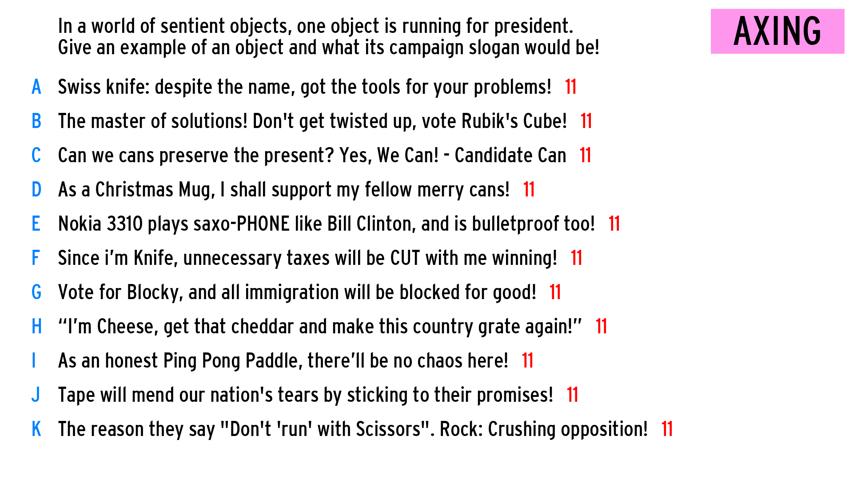 In a world of sentient objects, one object is running for president.
Give an example of an object and what its campaign slogan would be!
AXING
A Swiss knife: despite the name, got the tools for your problems! 11
B The master of solutions! Don't get twisted up, vote Rubik's Cube! 11
C Can we cans preserve the present? Yes, We Can! - Candidate Can 11
D As a Christmas Mug, I shall support my fellow merry cans! 11
E Nokia 3310 plays saxo-PHONE like Bill Clinton, and is bulletproof too! 11
F Since i’m Knife, unnecessary taxes will be CUT with me winning! 11
G Vote for Blocky, and all immigration will be blocked for good! 11
H “I’m Cheese, get that cheddar and make this country grate again!” 11
I As an honest Ping Pong Paddle, there’ll be no chaos here! 11
J Tape will mend our nation's tears by sticking to their promises! 11
K The reason they say "Don't 'run' with Scissors". Rock: Crushing opposition! 11